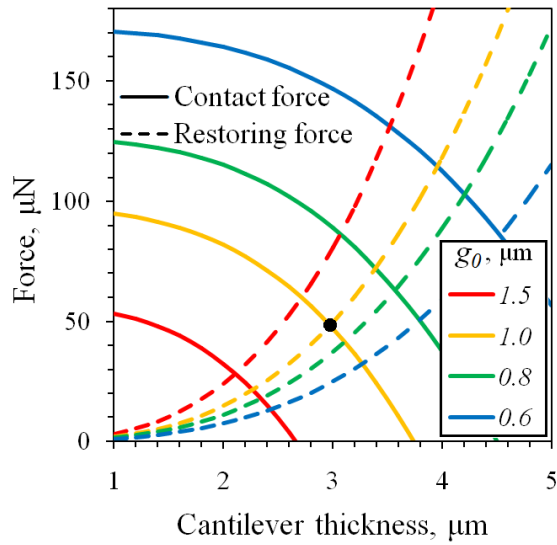 150
100
50
0
Force, μN
Contact force
Restoring force
g0, μm
1.5
1.0
0.8
0.6
1
2
3
4
5
Cantilever thickness, μm